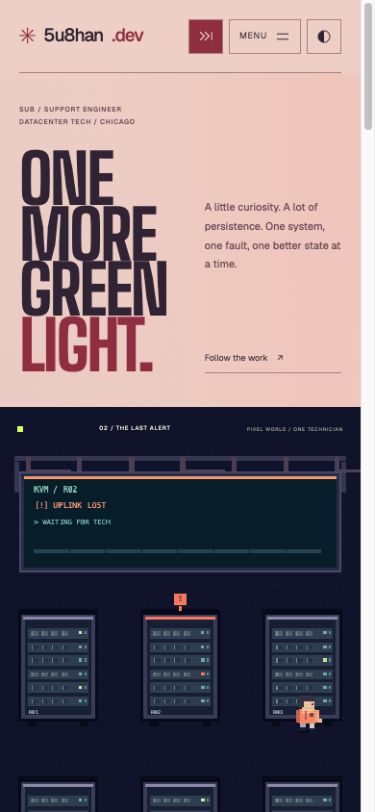 5u8han .dev
MENU
SUB / SUPPORT ENGINEER
DATACENTER TECH / CHICAGO
ONE
MORE
GREEN
LIGHT.
A little curiosity. A lot of
persistence. One system,
one fault, one better state at
a time.
Follow the work ↗
02 / THE LAST ALERT
PIXEL WORLD / ONE TECHNICIAN
KVM / R02
[!] UPLINK LOST
> WAITING FOR TECH
!
R01
R02
R03